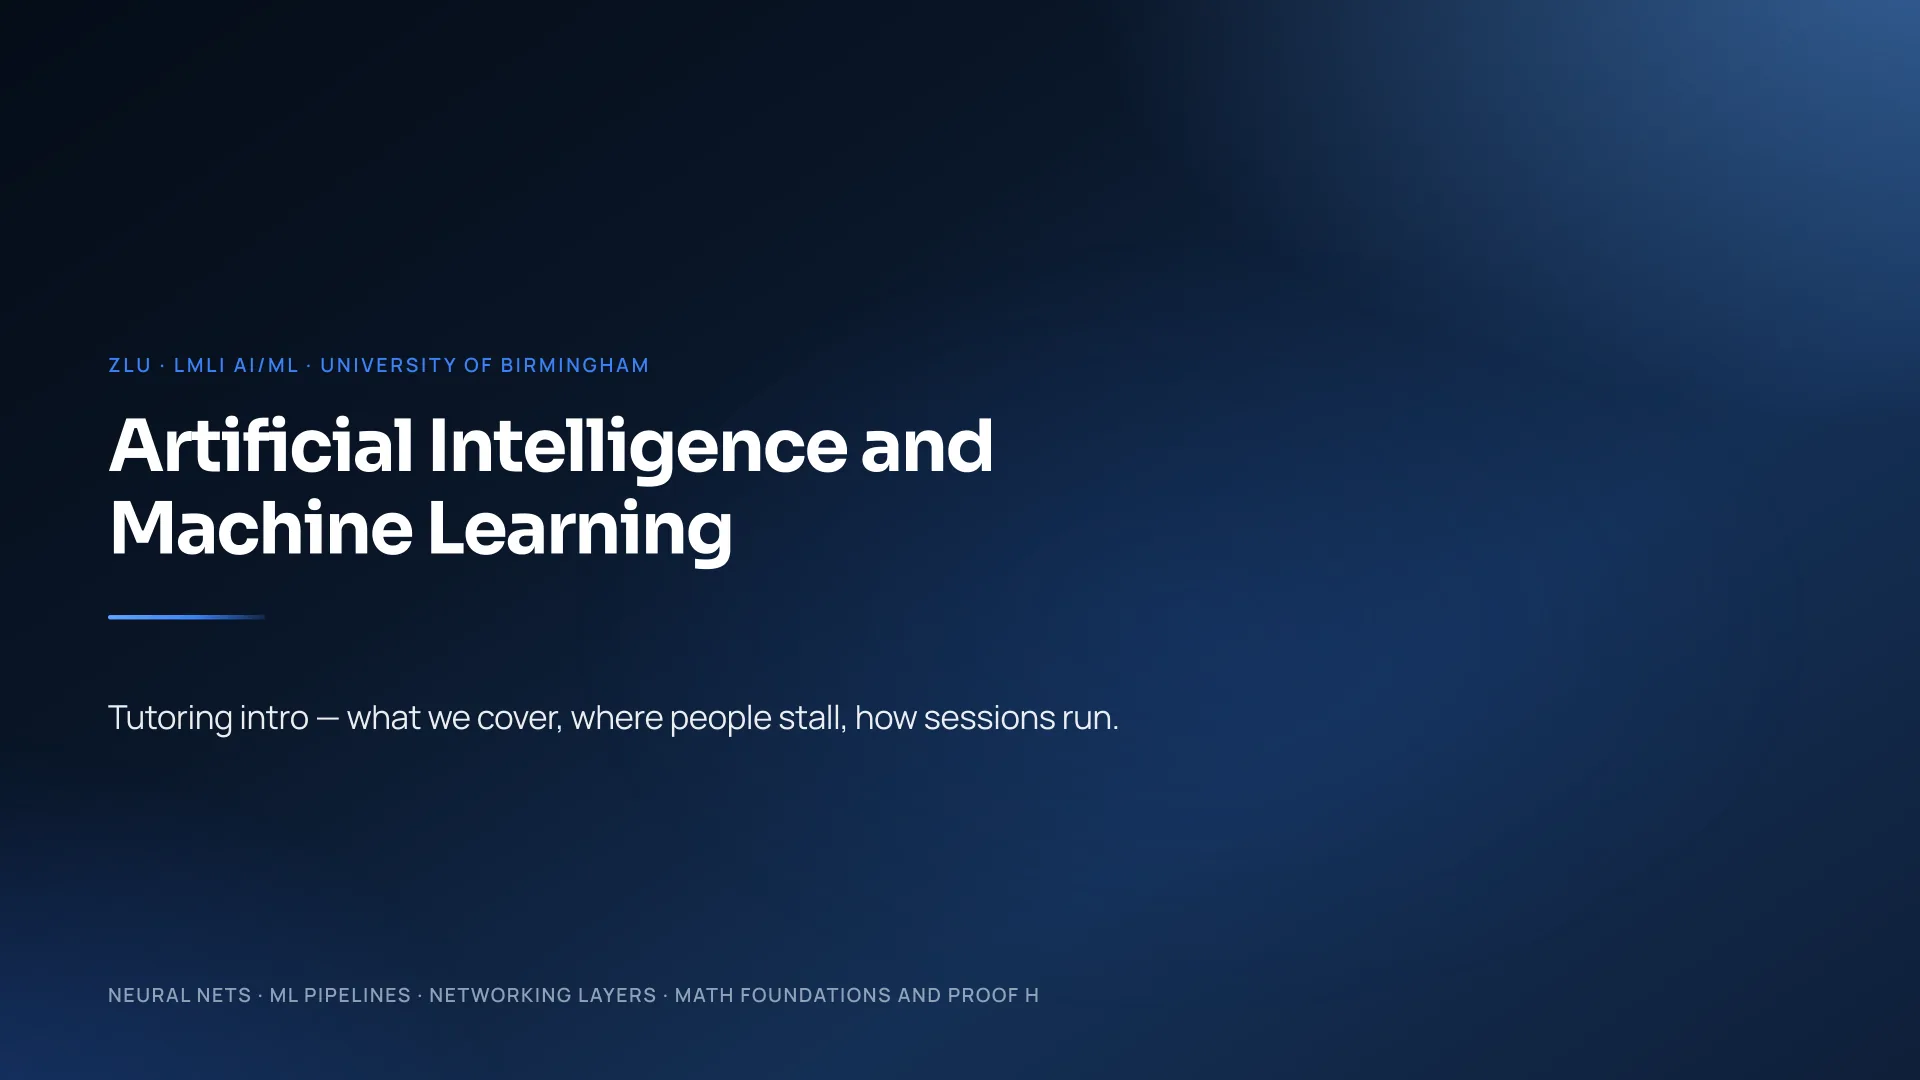 ZLU · LMLI AI/ML · UNIVERSITY OF BIRMINGHAM
Artificial Intelligence and
Machine Learning
Tutoring intro — what we cover, where people stall, how sessions run.
NEURAL NETS · ML PIPELINES · NETWORKING LAYERS · MATH FOUNDATIONS AND PROOF H